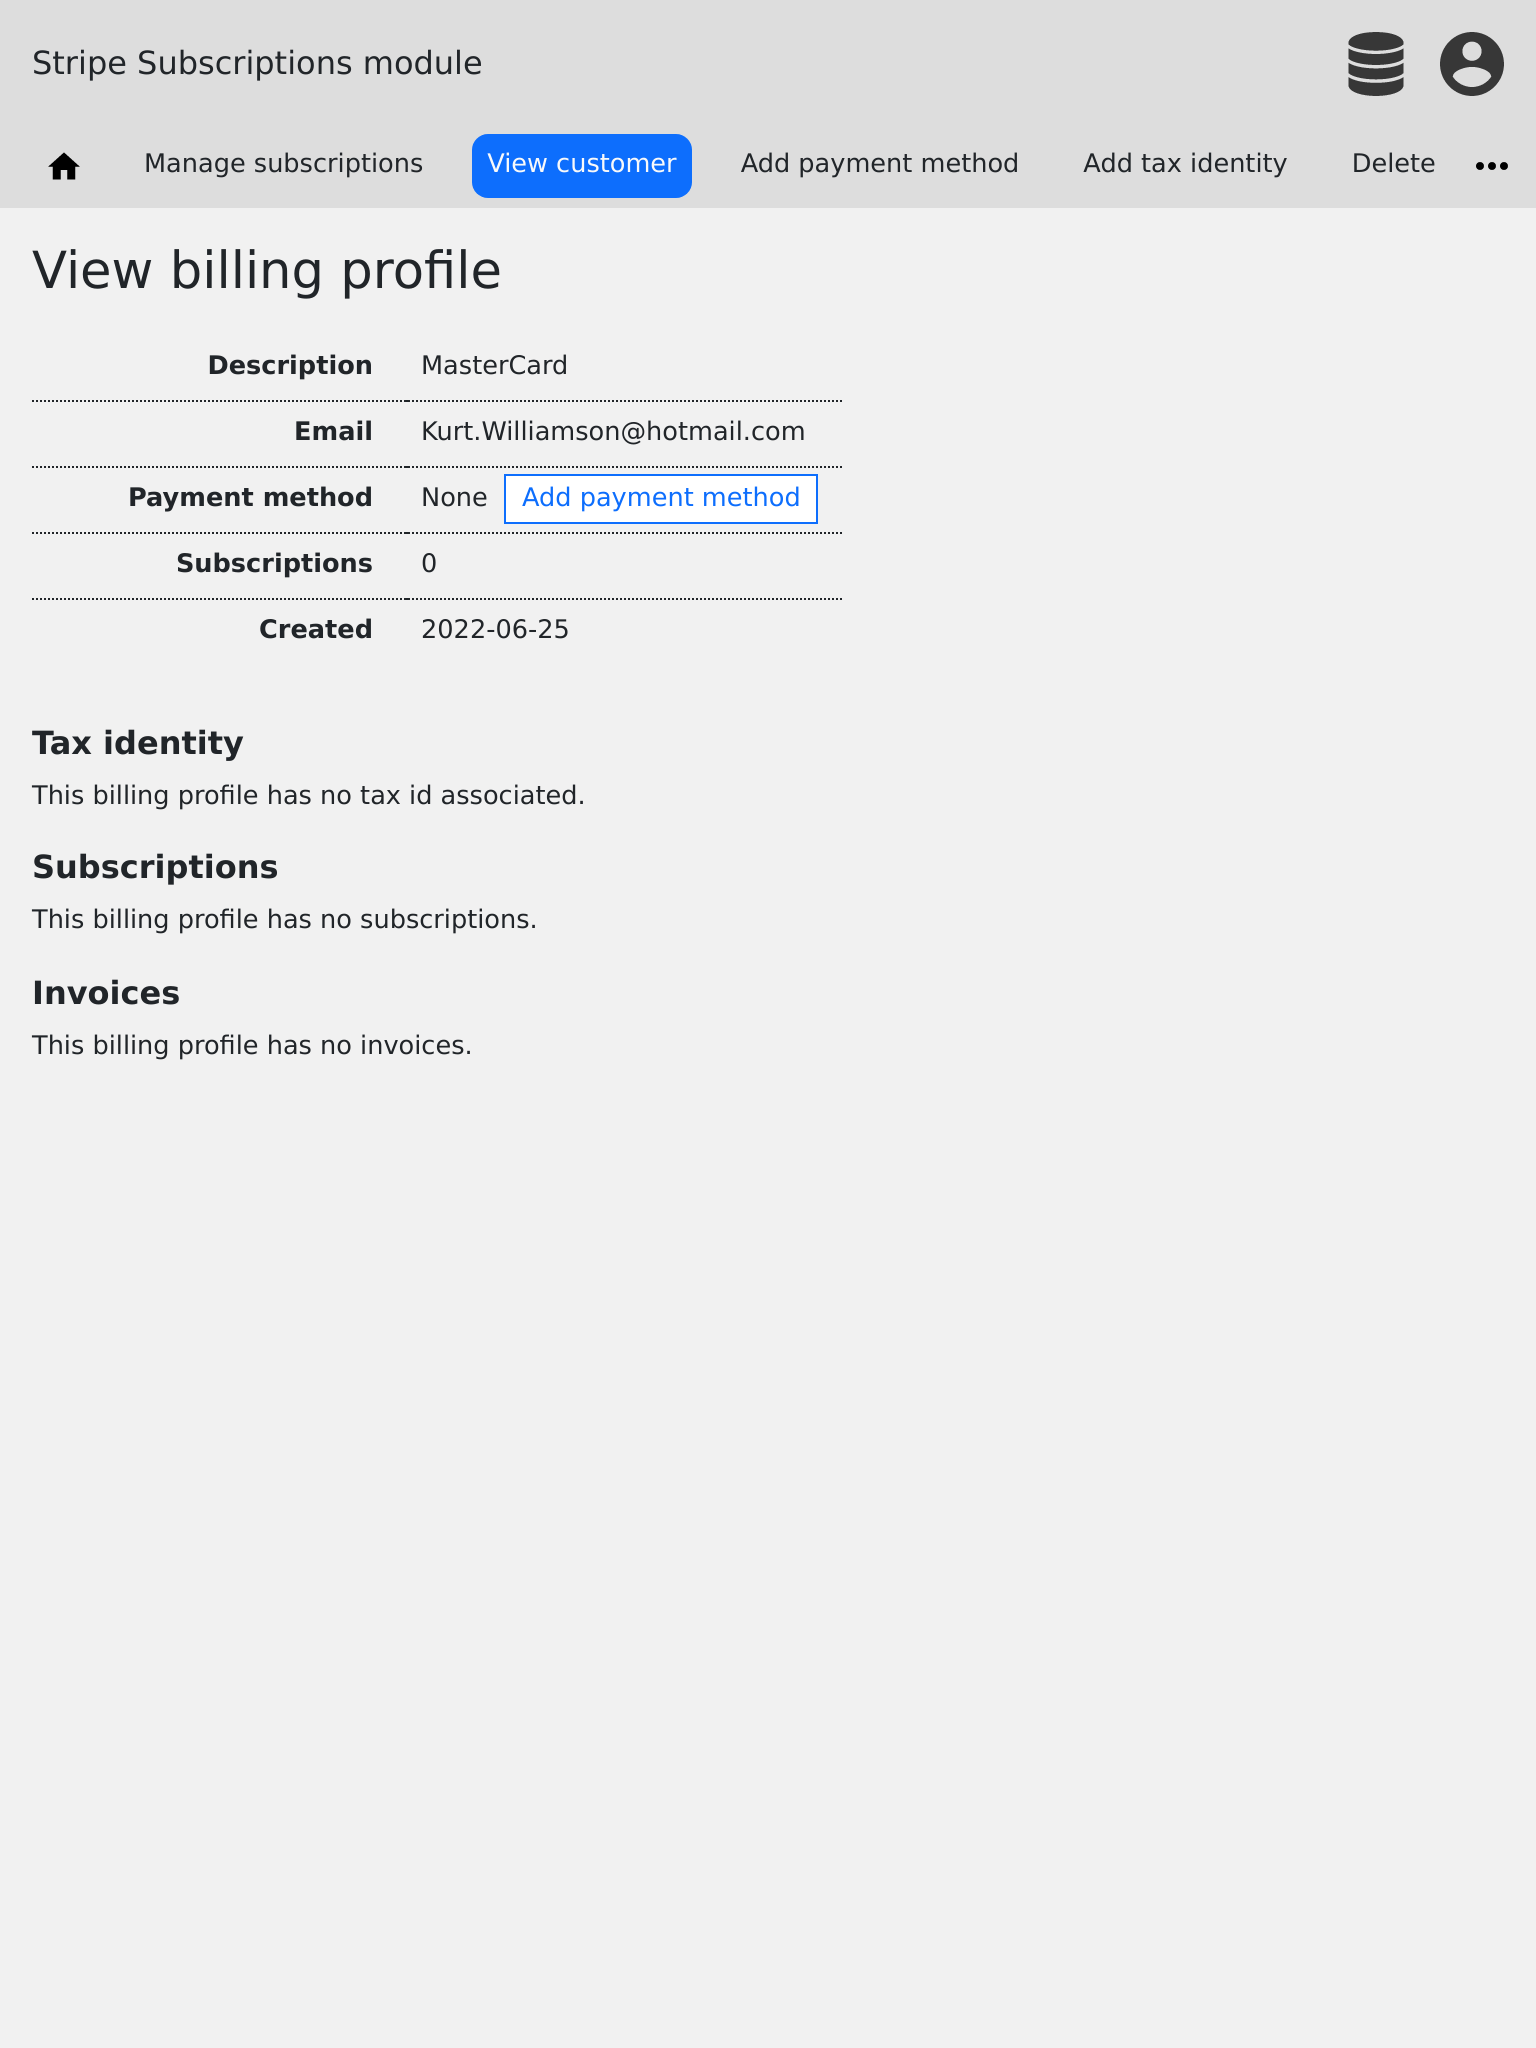 Stripe Subscriptions module
Manage subscriptions View customer Add payment method Add tax identity Delete
View billing profile
Description MasterCard
Email Kurt.Williamson@hotmail.com
Payment method None Add payment method
Subscriptions 0
Created 2022-06-25
Tax identity
This billing profile has no tax id associated.
Subscriptions
This billing profile has no subscriptions.
Invoices
This billing profile has no invoices.